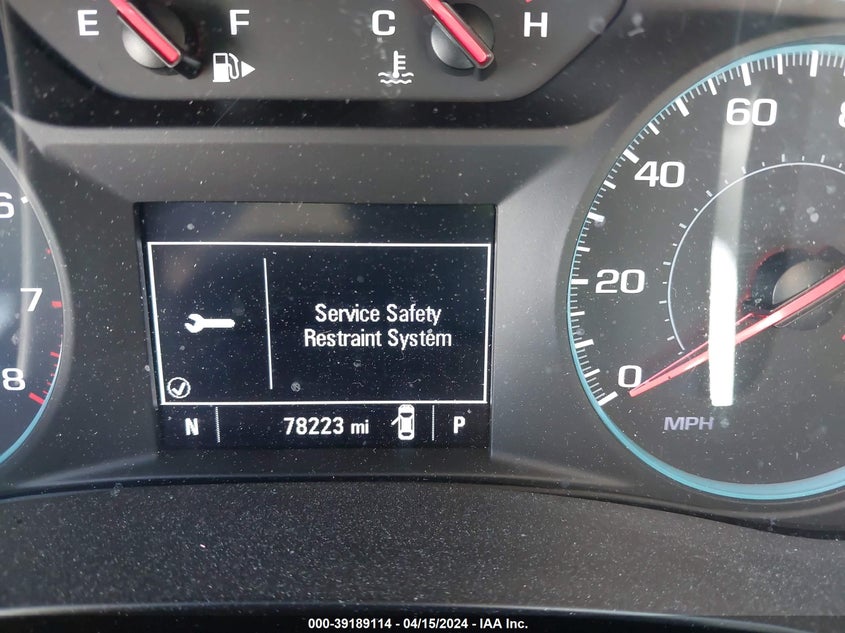 E F C H
6
7
8
Service Safety
Restraint System
N 78223 mi P
60
40
20
0
MPH
000-39189114 - 04/15/2024 - IAA Inc.